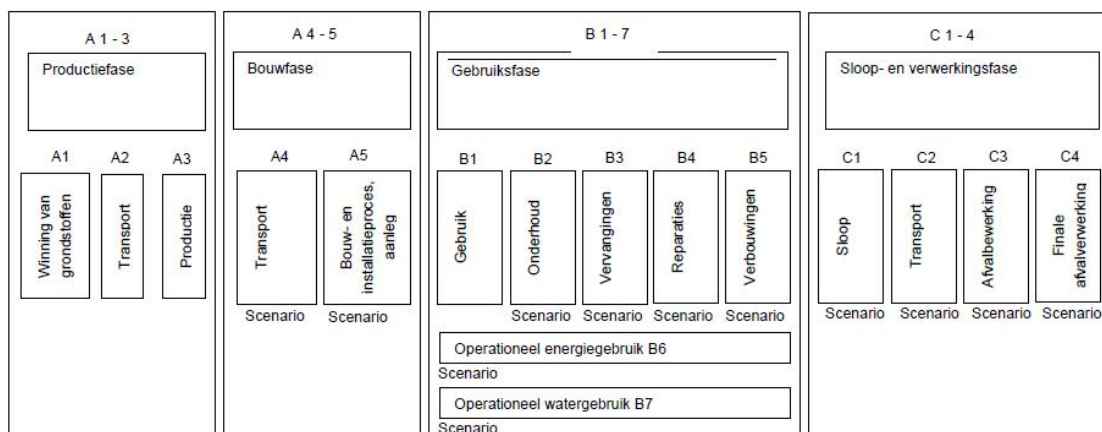 A 1 - 3
A 4 - 5
B 1 - 7
C 1 - 4
Productiefase
Bouwfase
Gebruiksfase
Sloop- en verwerkingsfase
A1
A2
A3
A4
A5
B1
B2
B3
B4
B5
C1
C2
C3
C4
Winning van
grondstoffen
Transport
Productie
Transport
Bouw- en
installatieproces,
aanleg
Gebruik
Onderhoud
Vervangingen
Reparaties
Verbouwingen
Sloop
Transport
Afvalbewerking
Finale
afvalverwerking
Scenario
Scenario
Scenario
Scenario
Scenario
Scenario
Scenario
Scenario
Scenario
Scenario
Operationeel energiegebruik B6
Scenario
Operationeel watergebruik B7
Scenario